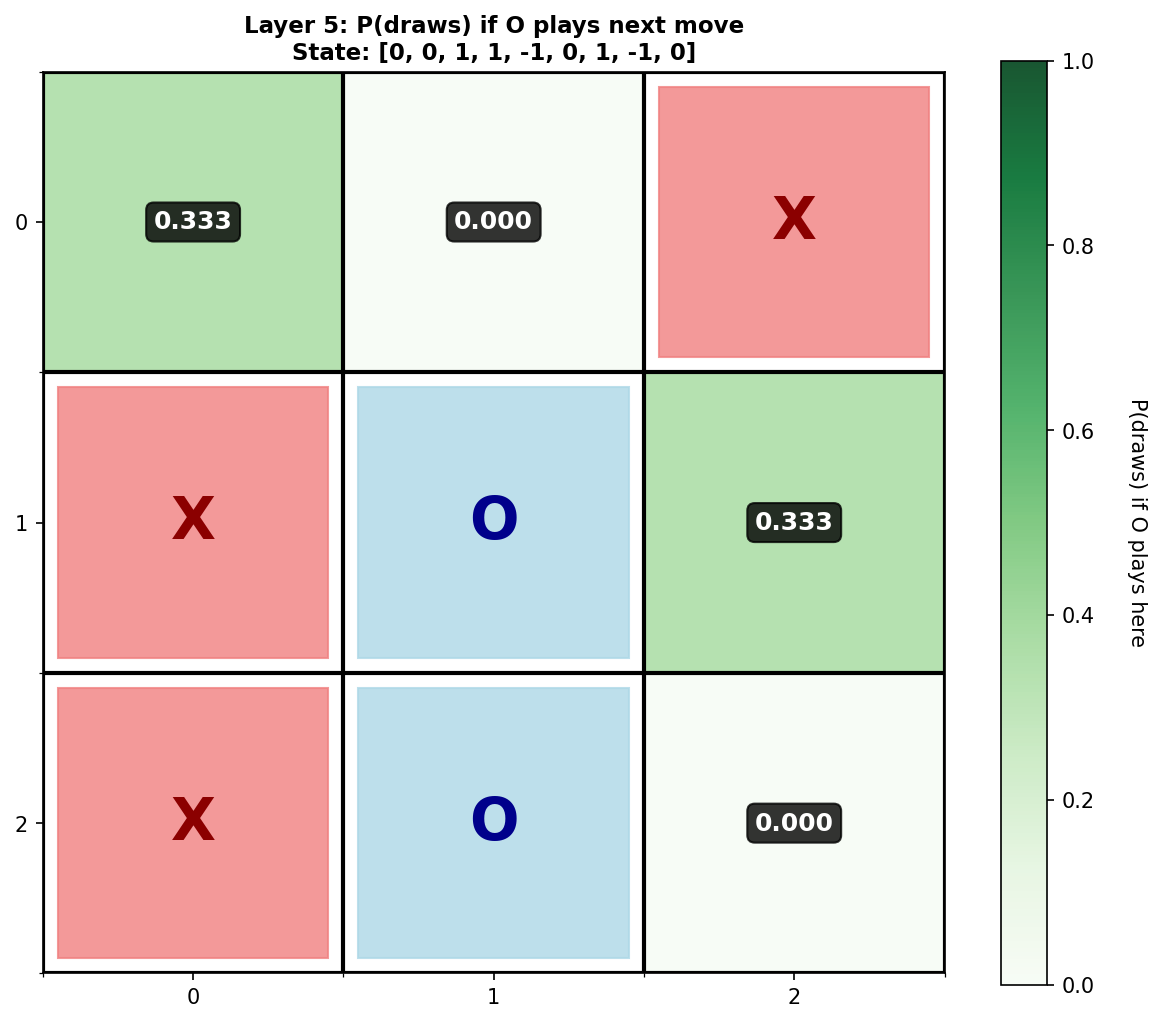 Layer 5: P(draws) if O plays next move
State: [0, 0, 1, 1, -1, 0, 1, -1, 0]
0.333
0.000
X
X
O
0.333
X
O
0.000
0
1
2
0
1
2
1.0
0.8
0.6
0.4
0.2
0.0
P(draws) if O plays here